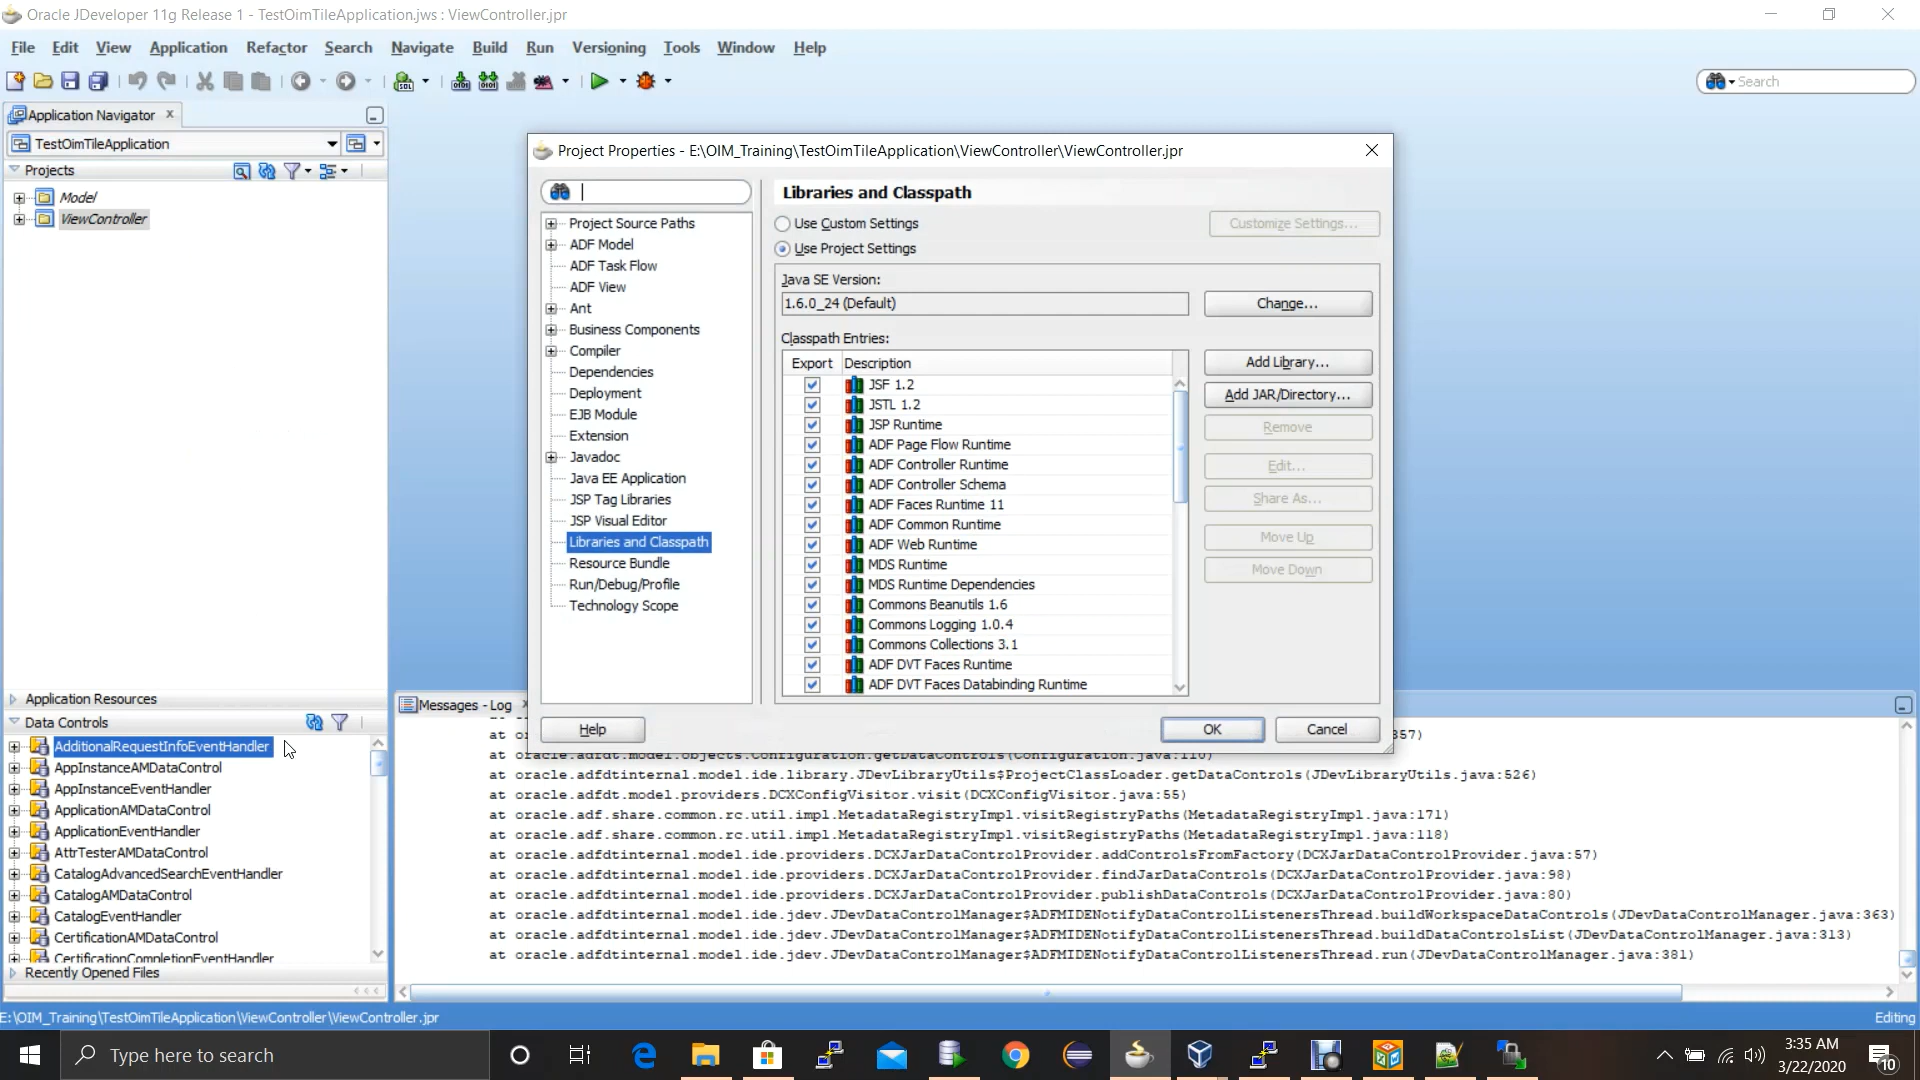 Oracle JDeveloper 11g Release 1 - TestOimTileApplication.jws : ViewController.jpr
File Edit View Application Refactor Search Navigate Build Run Versioning Tools Window Help
Search
Application Navigator
TestOimTileApplication
Projects
Model
ViewController
Project Properties - E:\OIM_Training\TestOimTileApplication\ViewController\ViewController.jpr
Project Source Paths
ADF Model
ADF Task Flow
ADF View
Ant
Business Components
Compiler
Dependencies
Deployment
EJB Module
Extension
Javadoc
Java EE Application
JSP Tag Libraries
JSP Visual Editor
Libraries and Classpath
Resource Bundle
Run/Debug/Profile
Technology Scope
Libraries and Classpath
Use Custom Settings
Customize Settings...
Use Project Settings
Java SE Version:
1.6.0_24 (Default)
Change...
Classpath Entries:
Export Description
JSF 1.2
JSTL 1.2
JSP Runtime
ADF Page Flow Runtime
ADF Controller Runtime
ADF Controller Schema
ADF Faces Runtime 11
ADF Common Runtime
ADF Web Runtime
MDS Runtime
MDS Runtime Dependencies
Commons Beanutils 1.6
Commons Logging 1.0.4
Commons Collections 3.1
ADF DVT Faces Runtime
ADF DVT Faces Databinding Runtime
Add Library...
Add JAR/Directory...
Remove
Edit...
Share As...
Move Up
Move Down
Help
OK
Cancel
Application Resources
Data Controls
AdditionalRequestInfoEventHandler
AppInstanceAMDataControl
AppInstanceEventHandler
ApplicationAMDataControl
ApplicationEventHandler
AttrTesterAMDataControl
CatalogAdvancedSearchEventHandler
CatalogAMDataControl
CatalogEventHandler
CertificationAMDataControl
CertificationCompletionEventHandler
Recently Opened Files
Messages - Log
at or
357)
at oracle.adfdt.model.objects.Configuration.getDataControls(Configuration.java:110)
at oracle.adfdtinternal.model.ide.library.JDevLibraryUtils$ProjectClassLoader.getDataControls(JDevLibraryUtils.java:526)
at oracle.adfdt.model.providers.DCXConfigVisitor.visit(DCXConfigVisitor.java:55)
at oracle.adf.share.common.rc.util.impl.MetadataRegistryImpl.visitRegistryPaths(MetadataRegistryImpl.java:171)
at oracle.adf.share.common.rc.util.impl.MetadataRegistryImpl.visitRegistryPaths(MetadataRegistryImpl.java:118)
at oracle.adfdtinternal.model.ide.providers.DCXJarDataControlProvider.addControlsFromFactory(DCXJarDataControlProvider.java:57)
at oracle.adfdtinternal.model.ide.providers.DCXJarDataControlProvider.findJarDataControls(DCXJarDataControlProvider.java:98)
at oracle.adfdtinternal.model.ide.providers.DCXJarDataControlProvider.publishDataControls(DCXJarDataControlProvider.java:80)
at oracle.adfdtinternal.model.ide.jdev.JDevDataControlManager$ADFMIDENotifyDataControlListenersThread.buildWorkspaceDataControls(JDevDataControlManager.java:363)
at oracle.adfdtinternal.model.ide.jdev.JDevDataControlManager$ADFMIDENotifyDataControlListenersThread.buildDataControlsList(JDevDataControlManager.java:313)
at oracle.adfdtinternal.model.ide.jdev.JDevDataControlManager$ADFMIDENotifyDataControlListenersThread.run(JDevDataControlManager.java:381)
E:\OIM_Training\TestOimTileApplication\ViewController\ViewController.jpr
Editing
Type here to search
3:35 AM
3/22/2020
10